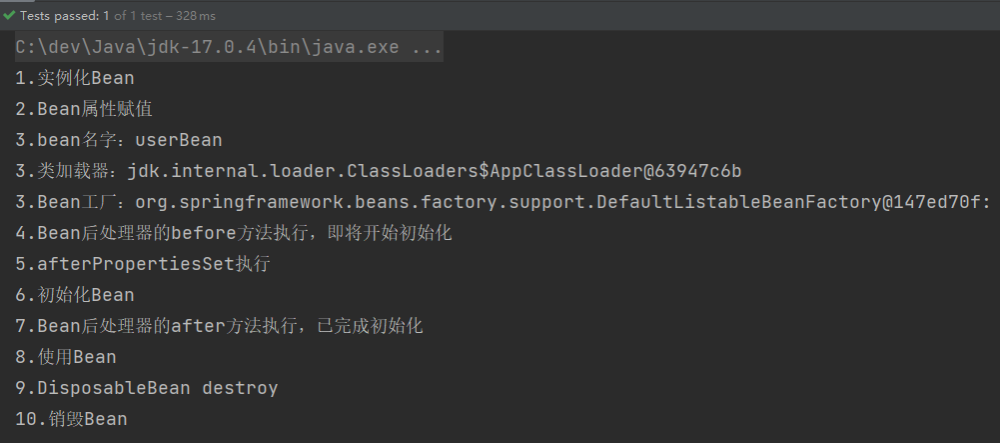 Tests passed: 1 of 1 test – 328 ms
C:\dev\Java\jdk-17.0.4\bin\java.exe ...
1.实例化Bean
2.Bean属性赋值
3.bean名字：userBean
3.类加载器：jdk.internal.loader.ClassLoaders$AppClassLoader@63947c6b
3.Bean工厂：org.springframework.beans.factory.support.DefaultListableBeanFactory@147ed70f:
4.Bean后处理器的before方法执行，即将开始初始化
5.afterPropertiesSet执行
6.初始化Bean
7.Bean后处理器的after方法执行，已完成初始化
8.使用Bean
9.DisposableBean destroy
10.销毁Bean